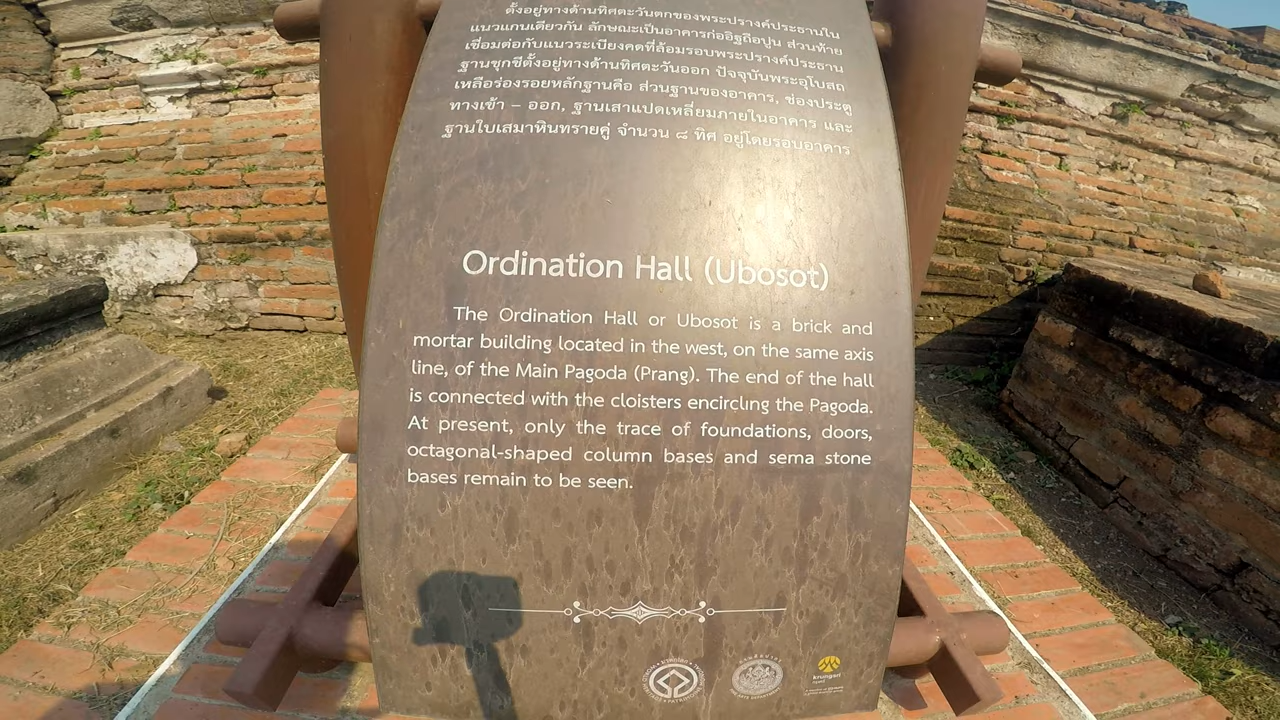 ตั้งอยู่ทางด้านทิศตะวันตกของพระปรางค์ประธานใน
แนวแกนเดียวกัน ลักษณะเป็นอาคารก่ออิฐถือปูน ส่วนท้าย
เชื่อมต่อกับแนวระเบียงคดที่ล้อมรอบพระปรางค์ประธาน
ฐานชุกชีตั้งอยู่ทางด้านทิศตะวันออก ปัจจุบันพระอุโบสถ
เหลือร่องรอยหลักฐานคือ ส่วนฐานของอาคาร, ช่องประตู
ทางเข้า – ออก, ฐานเสาแปดเหลี่ยมภายในอาคาร และ
ฐานใบเสมาหินทรายคู่ จำนวน ๘ ทิศ อยู่โดยรอบอาคาร
Ordination Hall (Ubosot)
The Ordination Hall or Ubosot is a brick and
mortar building located in the west, on the same axis
line, of the Main Pagoda (Prang). The end of the hall
is connected with the cloisters encircling the Pagoda.
At present, only the trace of foundations, doors,
octagonal-shaped column bases and sema stone
bases remain to be seen.
krungsri
กรุงศรี